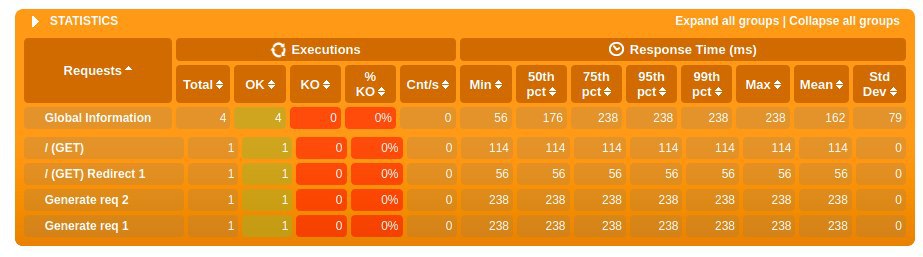 STATISTICS Expand all groups | Collapse all groups
Requests Executions Response Time (ms)
Total OK KO % KO Cnt/s Min 50th pct 75th pct 95th pct 99th pct Max Mean Std Dev
Global Information 4 4 0 0% 0 56 176 238 238 238 238 162 79
/ (GET) 1 1 0 0% 0 114 114 114 114 114 114 114 0
/ (GET) Redirect 1 1 1 0 0% 0 56 56 56 56 56 56 56 0
Generate req 2 1 1 0 0% 0 238 238 238 238 238 238 238 0
Generate req 1 1 1 0 0% 0 238 238 238 238 238 238 238 0